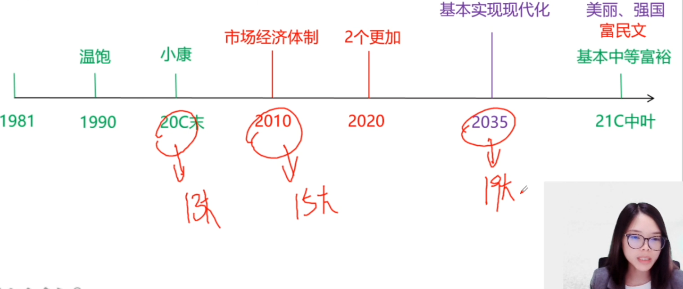 基本实现现代化 美丽、强国
市场经济体制 2个更加 富民文
温饱 小康 基本中等富裕
1981 1990 20C末 2010 2020 2035 21C中叶
13大 15大 19大